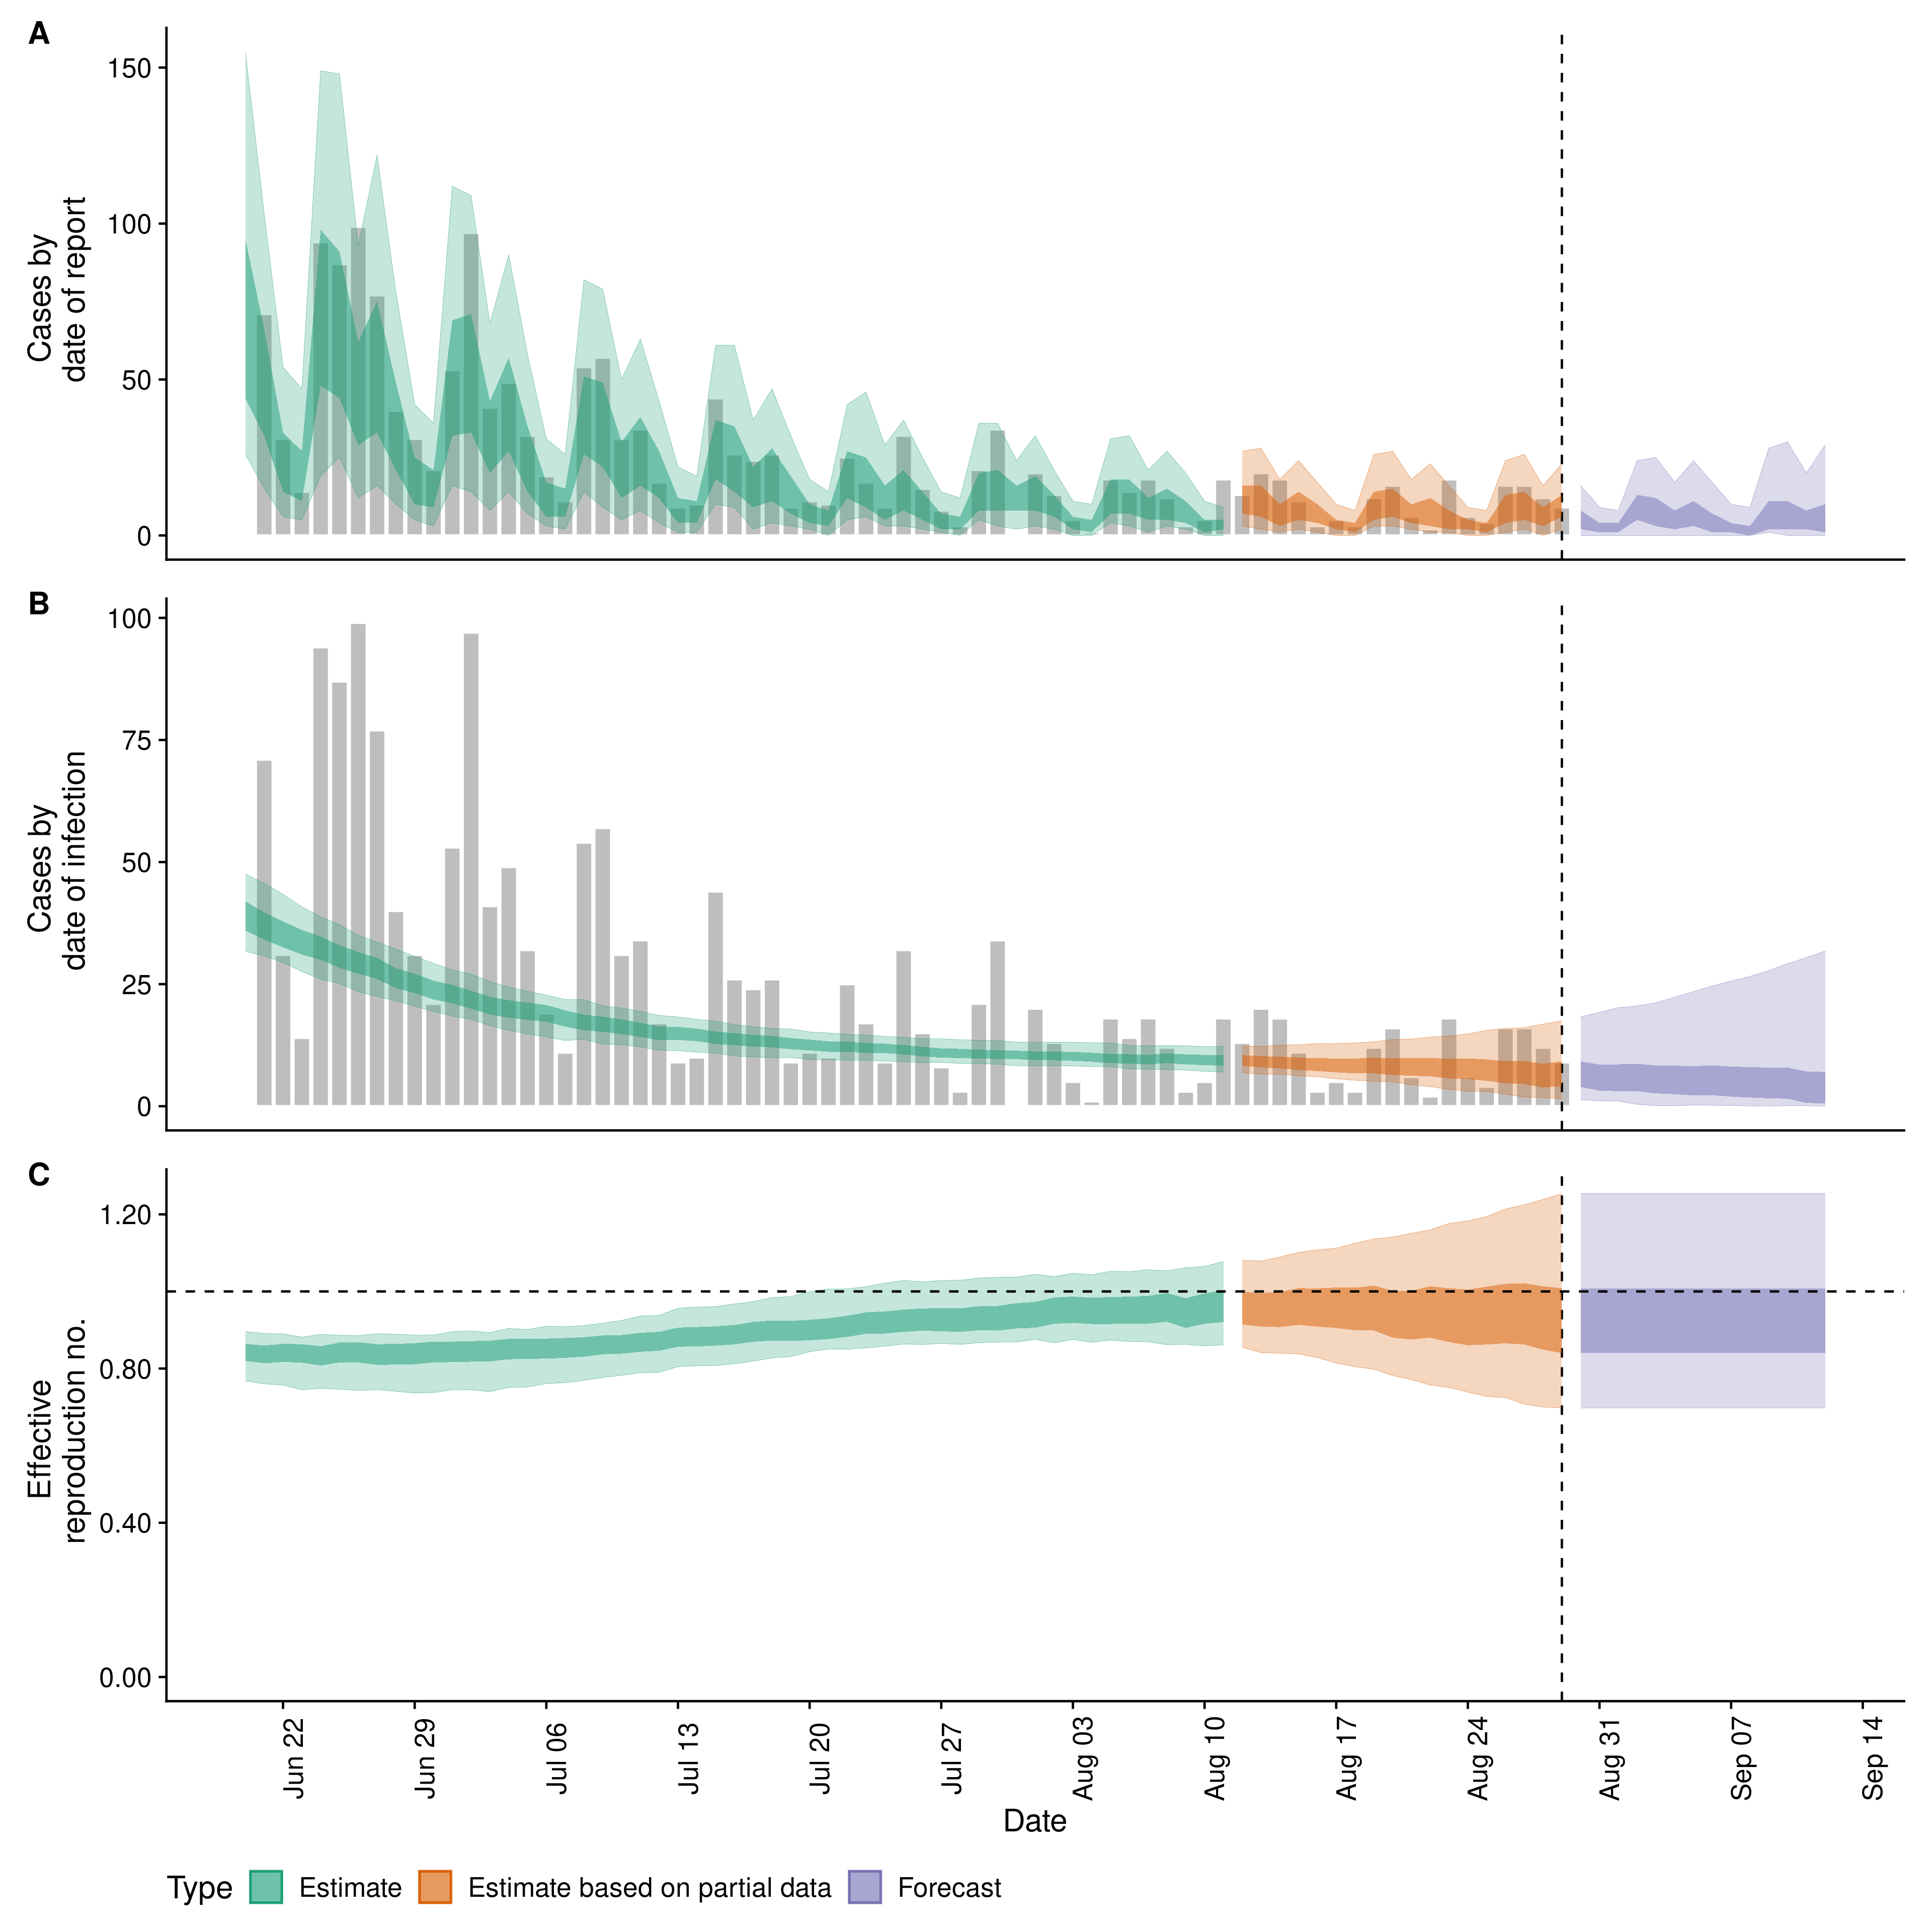 A
Cases by
date of report
150
100
50
0
B
Cases by
date of infection
100
75
50
25
0
C
Effective
reproduction no.
1.20
0.80
0.40
0.00
Jun 22
Jun 29
Jul 06
Jul 13
Jul 20
Jul 27
Aug 03
Aug 10
Aug 17
Aug 24
Aug 31
Sep 07
Sep 14
Date
Type Estimate Estimate based on partial data Forecast